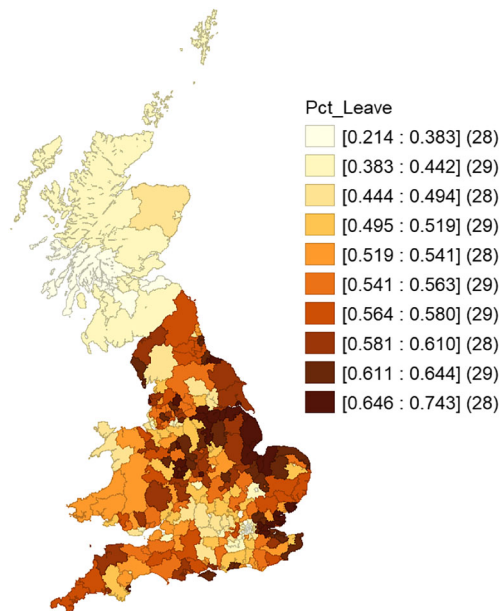 Pct_Leave
[0.214 : 0.383] (28)
[0.383 : 0.442] (29)
[0.444 : 0.494] (28)
[0.495 : 0.519] (29)
[0.519 : 0.541] (28)
[0.541 : 0.563] (29)
[0.564 : 0.580] (29)
[0.581 : 0.610] (28)
[0.611 : 0.644] (29)
[0.646 : 0.743] (28)